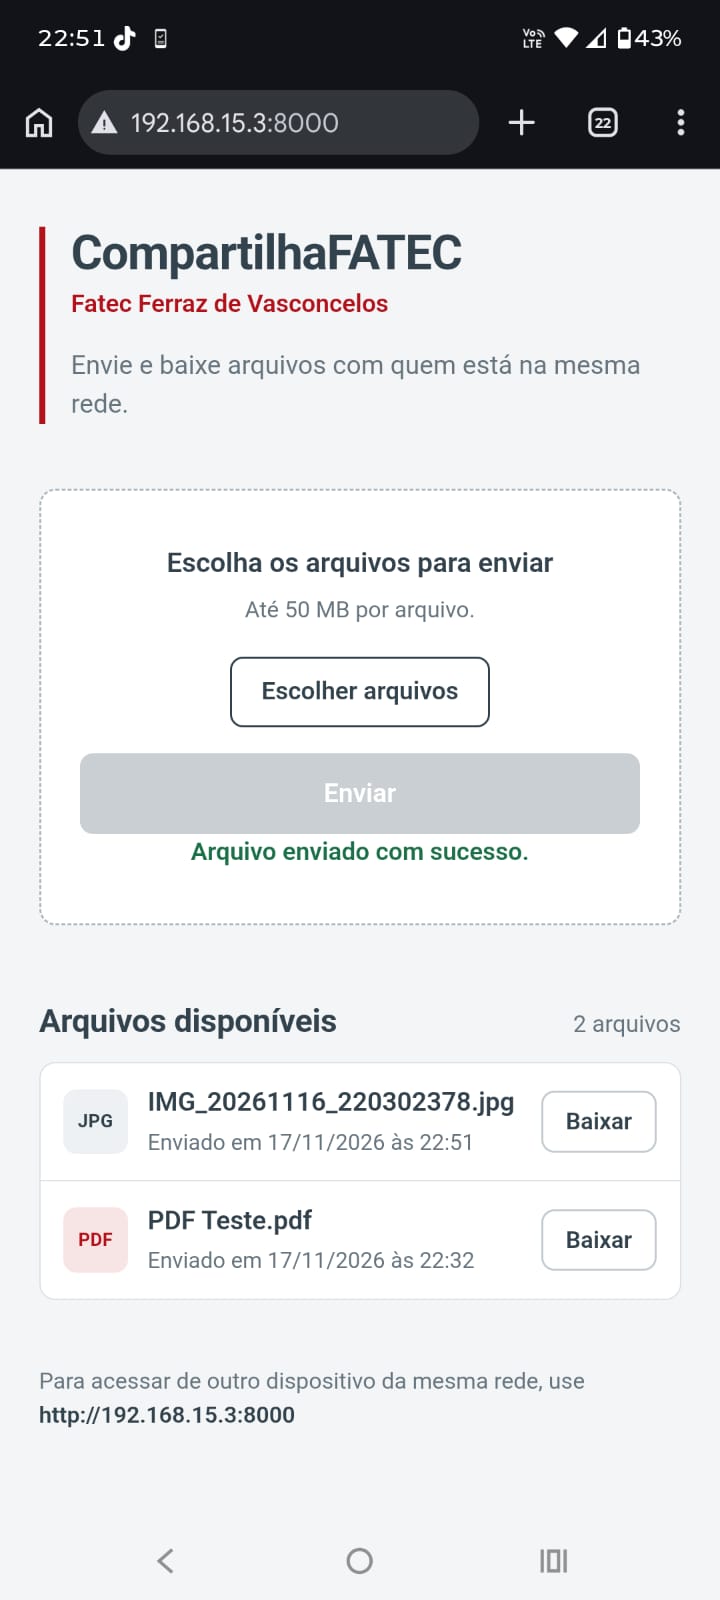 22:51
Vo LTE
43%
192.168.15.3:8000
22
CompartilhaFATEC
Fatec Ferraz de Vasconcelos
Envie e baixe arquivos com quem está na mesma
rede.
Escolha os arquivos para enviar
Até 50 MB por arquivo.
Escolher arquivos
Enviar
Arquivo enviado com sucesso.
Arquivos disponíveis
2 arquivos
JPG
IMG_20261116_220302378.jpg
Enviado em 17/11/2026 às 22:51
Baixar
PDF
PDF Teste.pdf
Enviado em 17/11/2026 às 22:32
Baixar
Para acessar de outro dispositivo da mesma rede, use
http://192.168.15.3:8000